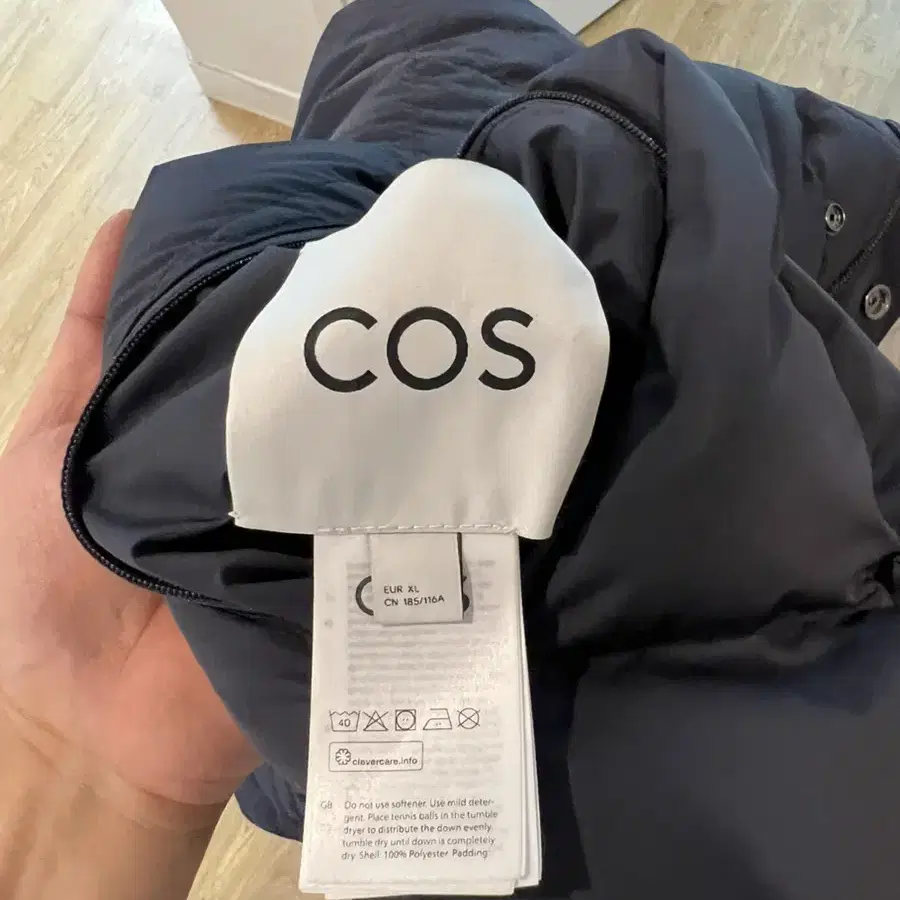 COS
EUR XL
CN 185/116A
40
clevercare.info
GB Do not use softener. Use mild deter-
gent. Place tennis balls in the tumble
dryer to distribute the down evenly,
tumble dry until down is completely
dry. Shell: 100% Polyester Padding: